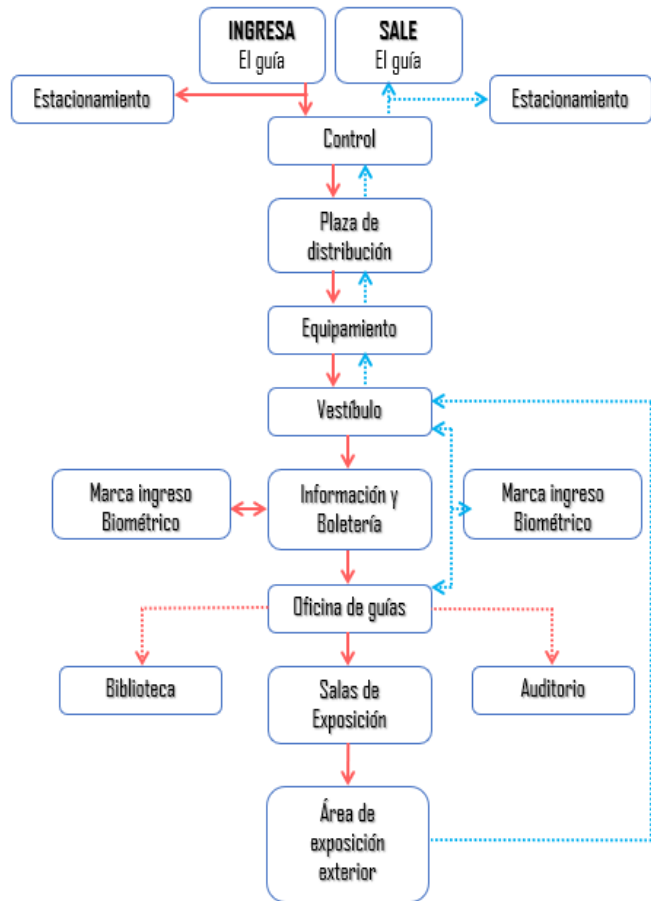 INGRESA
El guía
SALE
El guía
Estacionamiento
Estacionamiento
Control
Plaza de
distribución
Equipamiento
Vestíbulo
Marca ingreso
Biométrico
Información y
Boletería
Marca ingreso
Biométrico
Oficina de guías
Biblioteca
Salas de
Exposición
Auditorio
Área de
exposición
exterior